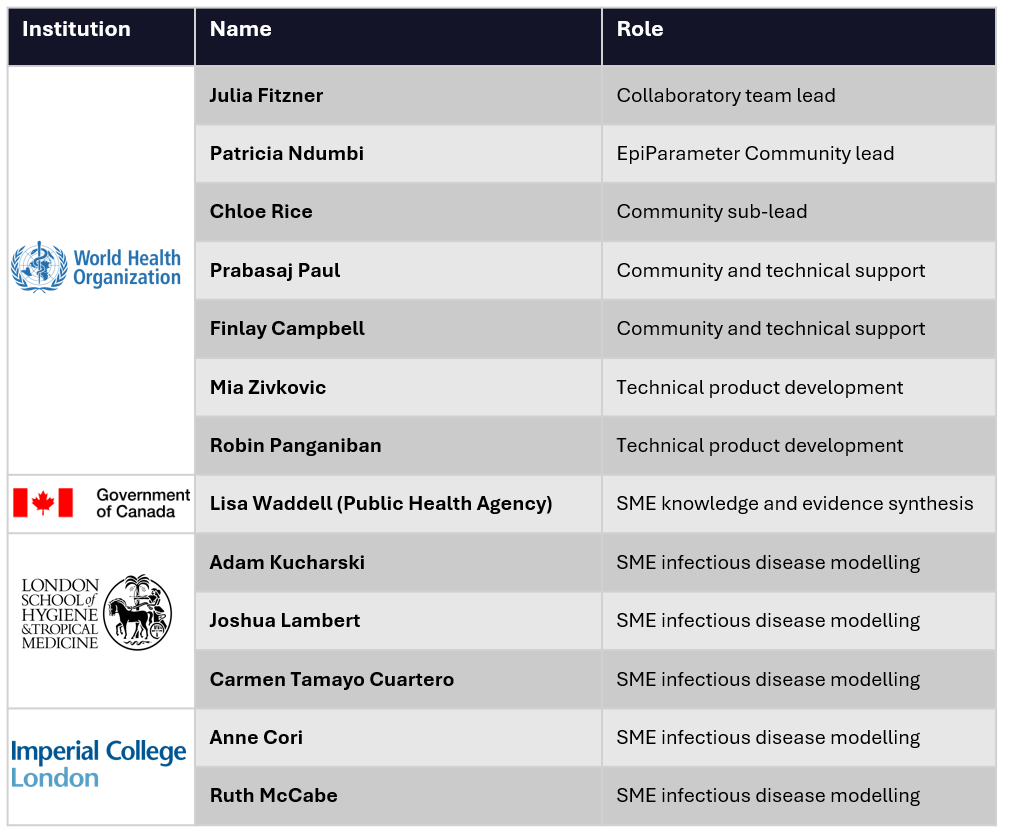 Institution Name Role
Julia Fitzner Collaboratory team lead
Patricia Ndumbi EpiParameter Community lead
Chloe Rice Community sub-lead
World Health
Organization
Prabasaj Paul Community and technical support
Finlay Campbell Community and technical support
Mia Zivkovic Technical product development
Robin Panganiban Technical product development
Government
of Canada
Lisa Waddell (Public Health Agency) SME knowledge and evidence synthesis
LONDON
SCHOOL of
HYGIENE
&TROPICAL
MEDICINE
Adam Kucharski SME infectious disease modelling
Joshua Lambert SME infectious disease modelling
Carmen Tamayo Cuartero SME infectious disease modelling
Imperial College
London
Anne Cori SME infectious disease modelling
Ruth McCabe SME infectious disease modelling